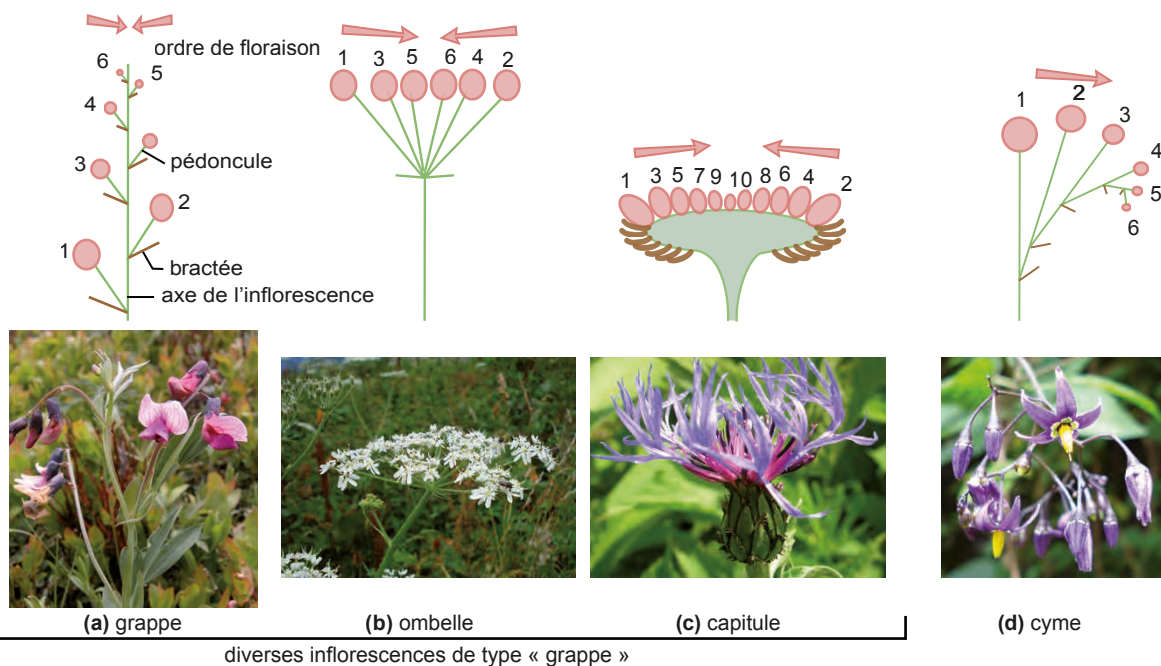 ordre de floraison
6
5
4
pédoncule
3
2
1
bractée
axe de l'inflorescence
1 3 5 6 4 2
1 3 5 7 9 10 8 6 4 2
1 2 3
4
5
6
(a) grappe
(b) ombelle
(c) capitule
(d) cyme
diverses inflorescences de type « grappe »